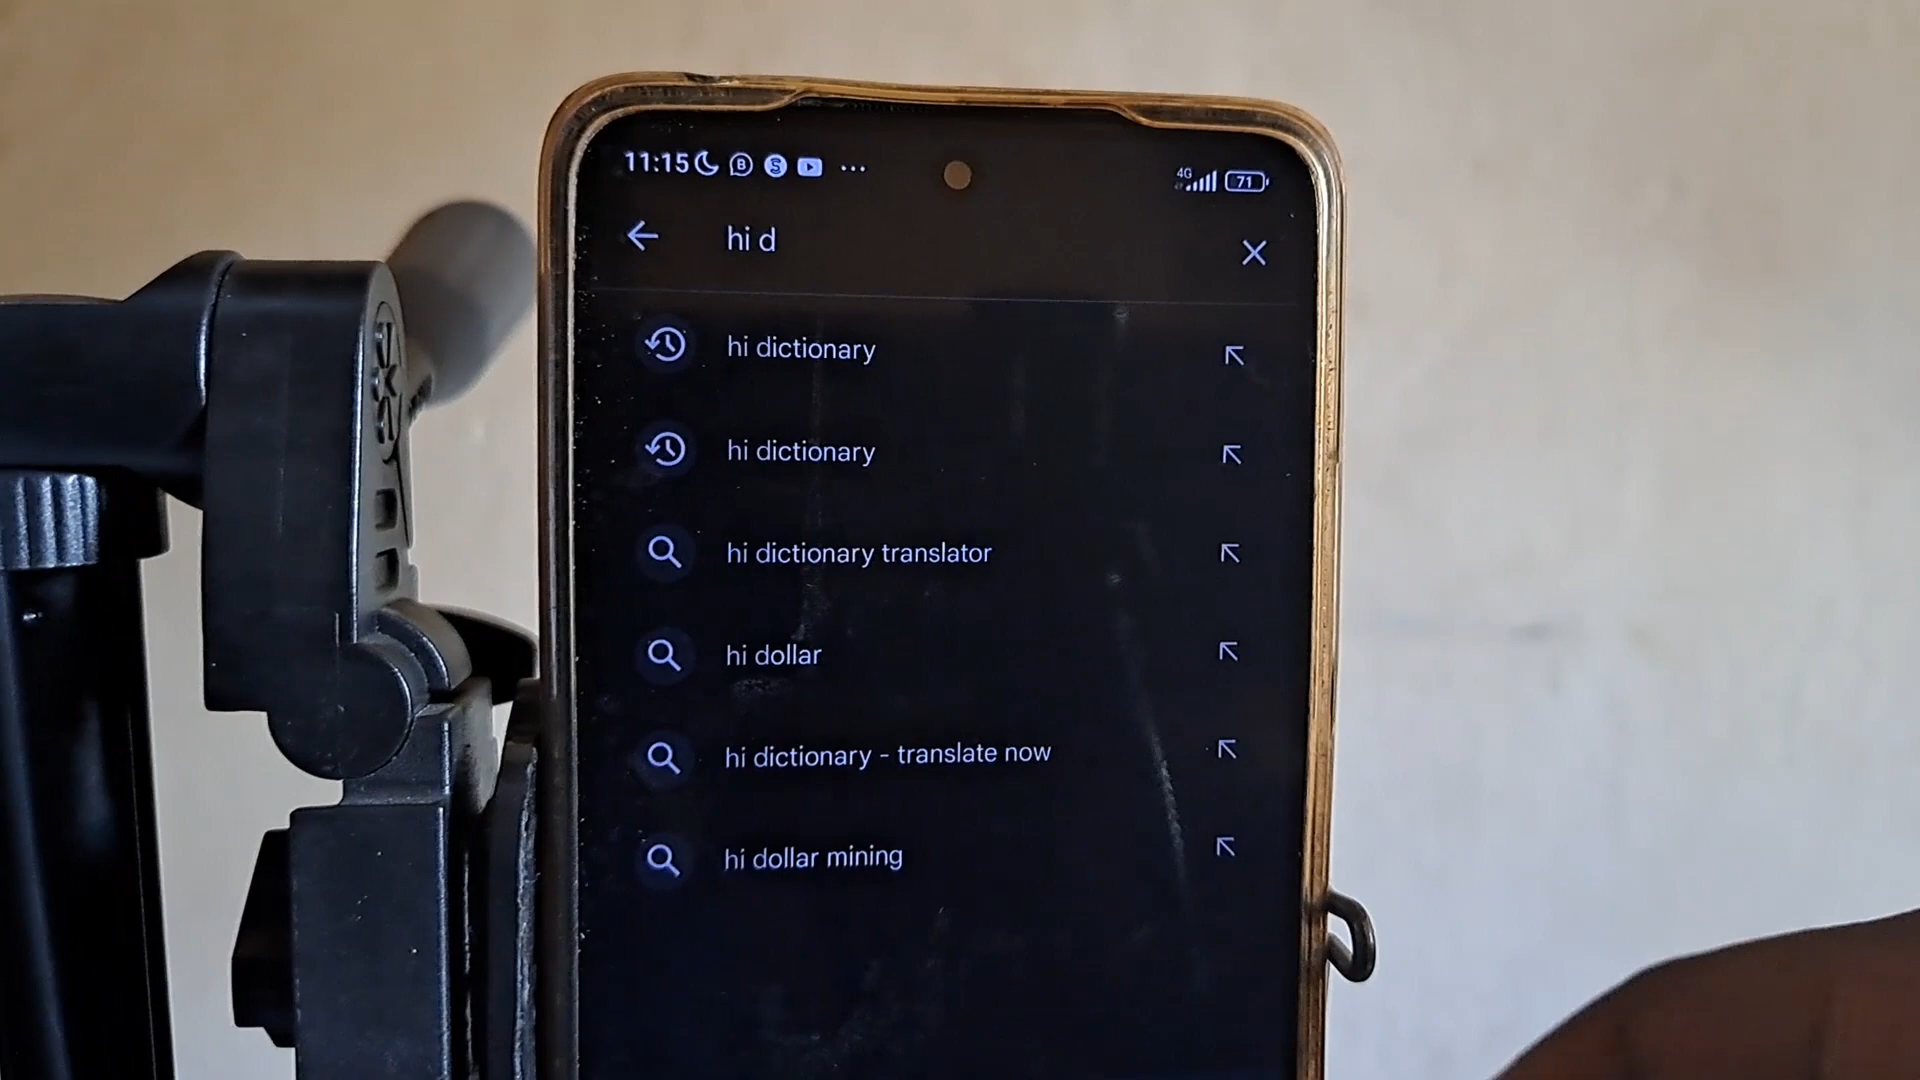 11:15 B S ... 4G 71
hi d
hi dictionary
hi dictionary
hi dictionary translator
hi dollar
hi dictionary - translate now
hi dollar mining